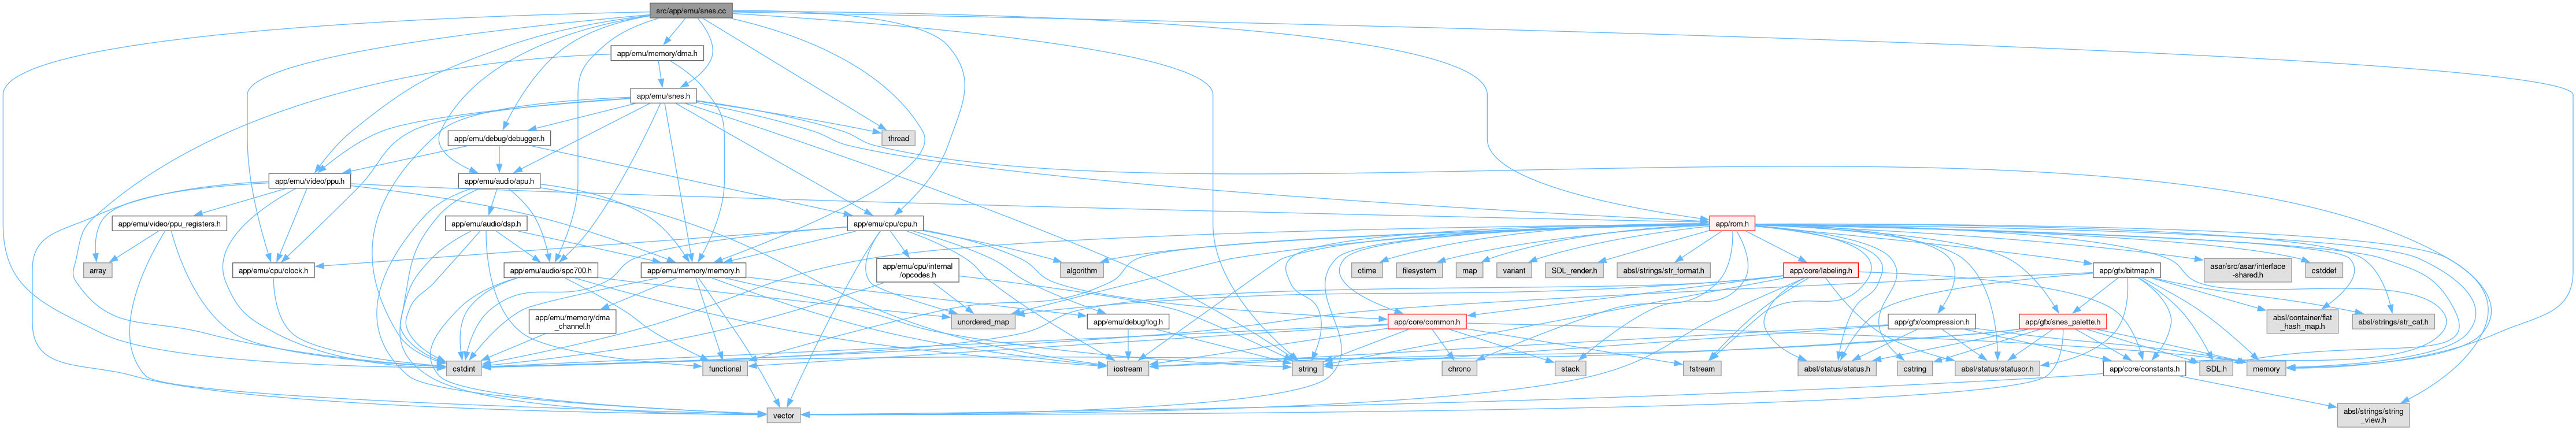 src/app/emu/snes.cc
app/emu/memory/dma.h
app/emu/snes.h
app/emu/debug/debugger.h
thread
app/emu/video/ppu.h
app/emu/audio/apu.h
app/emu/video/ppu_registers.h
app/emu/audio/dsp.h
app/emu/cpu/cpu.h
app/rom.h
array
app/emu/cpu/clock.h
app/emu/audio/spc700.h
app/emu/memory/memory.h
app/emu/cpu/internal
/opcodes.h
algorithm
ctime
filesystem
map
variant
SDL_render.h
absl/strings/str_format.h
app/core/labeling.h
app/gfx/bitmap.h
asar/src/asar/interface
-shared.h
cstddef
app/emu/memory/dma
_channel.h
unordered_map
app/emu/debug/log.h
app/core/common.h
app/gfx/compression.h
app/gfx/snes_palette.h
absl/container/flat
_hash_map.h
absl/strings/str_cat.h
cstdint
functional
iostream
string
chrono
stack
fstream
absl/status/status.h
cstring
absl/status/statusor.h
app/core/constants.h
SDL.h
memory
vector
absl/strings/string
_view.h